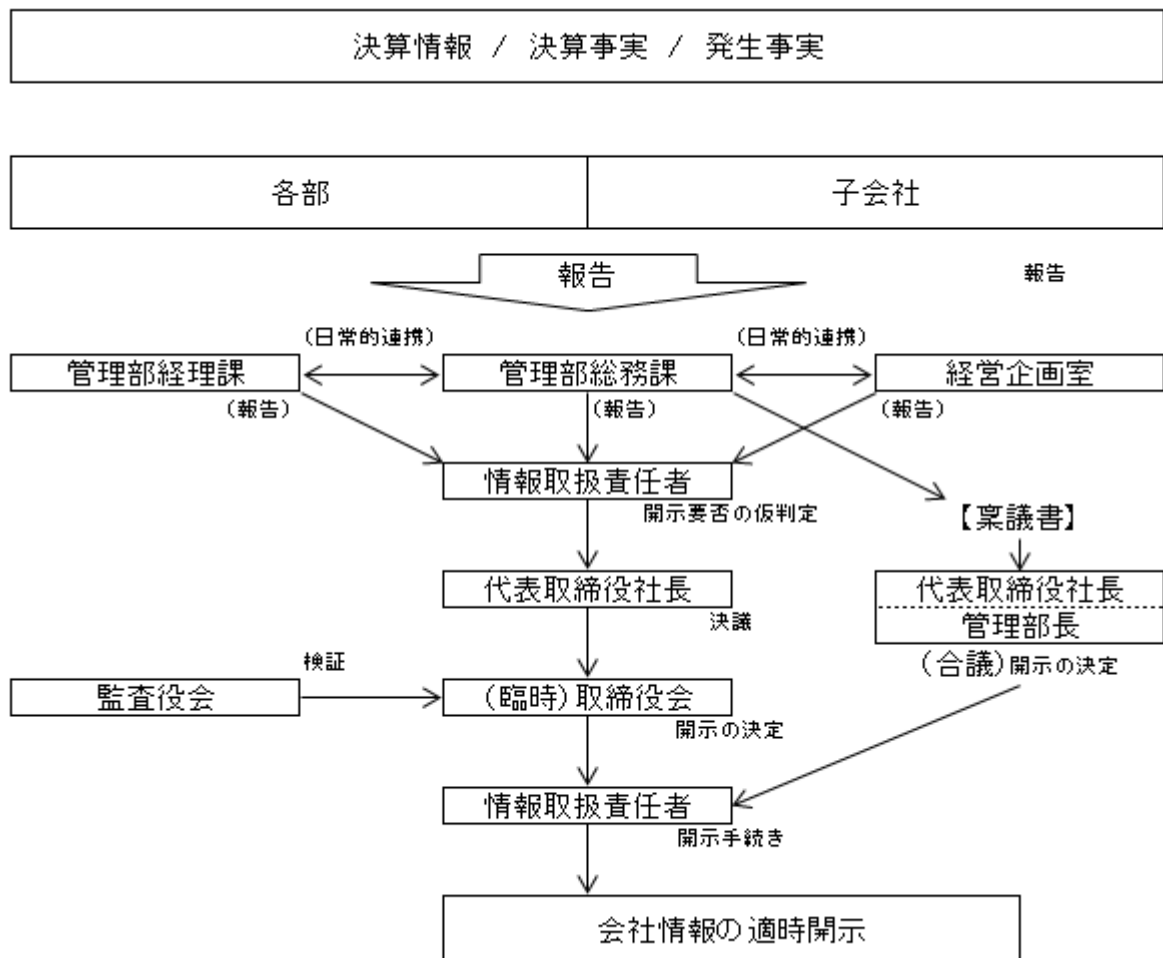 決算情報 / 決算事実 / 発生事実
各部
子会社
報告
報告
(日常的連携)
(日常的連携)
管理部経理課
管理部総務課
経営企画室
(報告)
(報告)
(報告)
情報取扱責任者
開示要否の仮判定
【稟議書】
代表取締役社長
決議
代表取締役社長
管理部長
(合議)開示の決定
検証
監査役会
(臨時)取締役会
開示の決定
情報取扱責任者
開示手続き
会社情報の適時開示